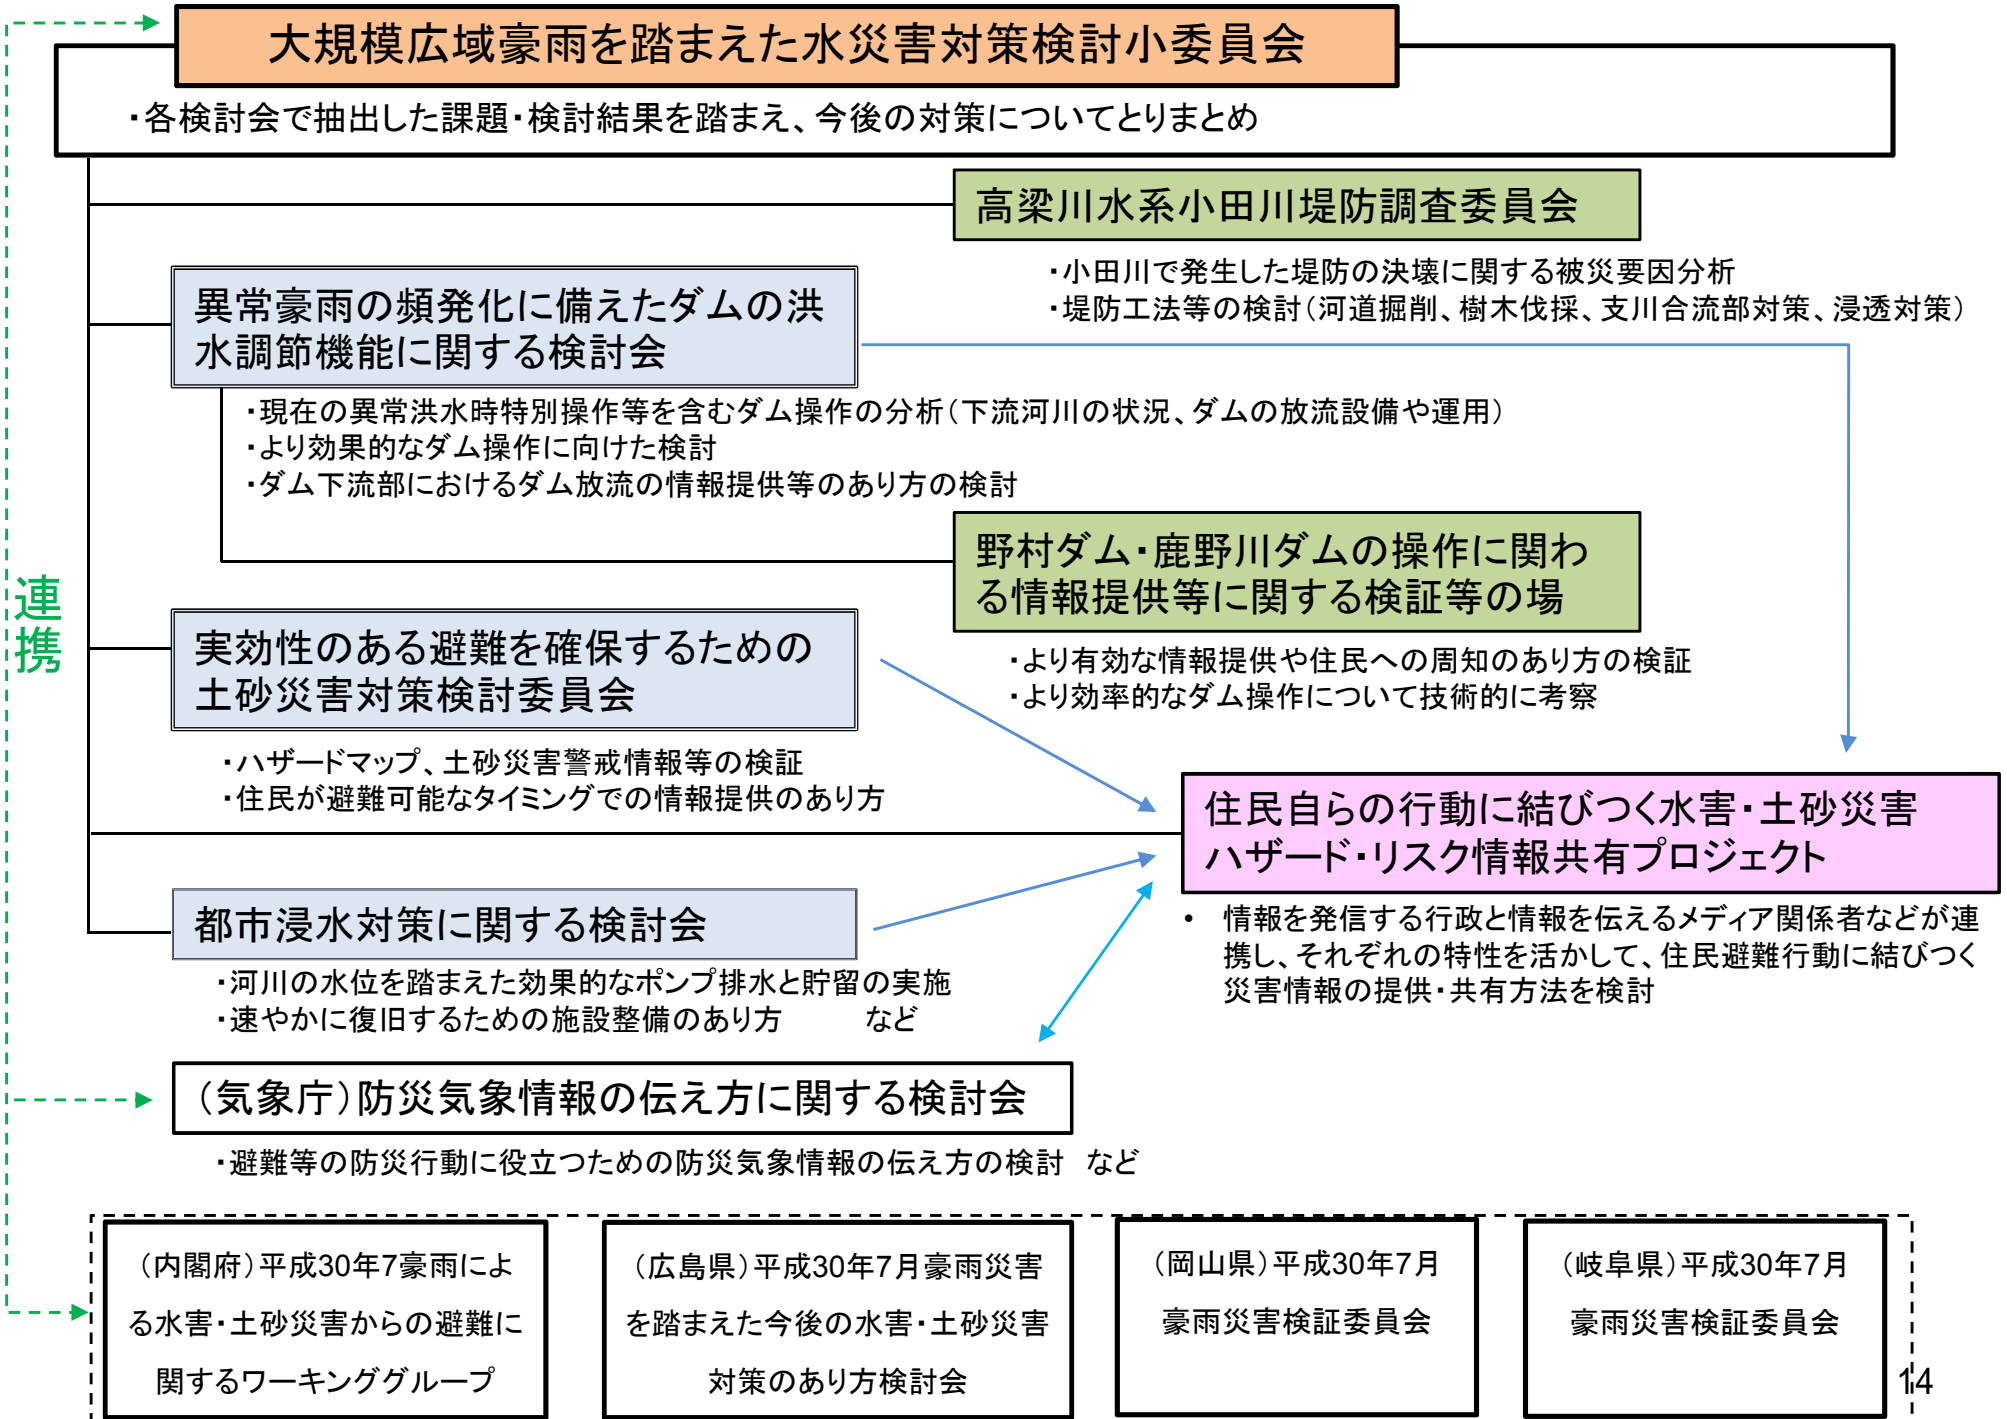 大規模広域豪雨を踏まえた水災害対策検討小委員会
・各検討会で抽出した課題・検討結果を踏まえ、今後の対策についてとりまとめ
高梁川水系小田川堤防調査委員会
・小田川で発生した堤防の決壊に関する被災要因分析
・堤防工法等の検討（河道掘削、樹木伐採、支川合流部対策、浸透対策）
異常豪雨の頻発化に備えたダムの洪
水調節機能に関する検討会
・現在の異常洪水時特別操作等を含むダム操作の分析（下流河川の状況、ダムの放流設備や運用）
・より効果的なダム操作に向けた検討
・ダム下流部におけるダム放流の情報提供等のあり方の検討
野村ダム・鹿野川ダムの操作に関わ
る情報提供等に関する検証等の場
・より有効な情報提供や住民への周知のあり方の検証
・より効率的なダム操作について技術的に考察
連携
実効性のある避難を確保するための
土砂災害対策検討委員会
・ハザードマップ、土砂災害警戒情報等の検証
・住民が避難可能なタイミングでの情報提供のあり方
住民自らの行動に結びつく水害・土砂災害
ハザード・リスク情報共有プロジェクト
• 情報を発信する行政と情報を伝えるメディア関係者などが連
携し、それぞれの特性を活かして、住民避難行動に結びつく
災害情報の提供・共有方法を検討
都市浸水対策に関する検討会
・河川の水位を踏まえた効果的なポンプ排水と貯留の実施
・速やかに復旧するための施設整備のあり方 など
（気象庁）防災気象情報の伝え方に関する検討会
・避難等の防災行動に役立つための防災気象情報の伝え方の検討 など
（内閣府）平成30年7豪雨によ
る水害・土砂災害からの避難に
関するワーキンググループ
（広島県）平成30年7月豪雨災害
を踏まえた今後の水害・土砂災害
対策のあり方検討会
（岡山県）平成30年7月
豪雨災害検証委員会
（岐阜県）平成30年7月
豪雨災害検証委員会
14